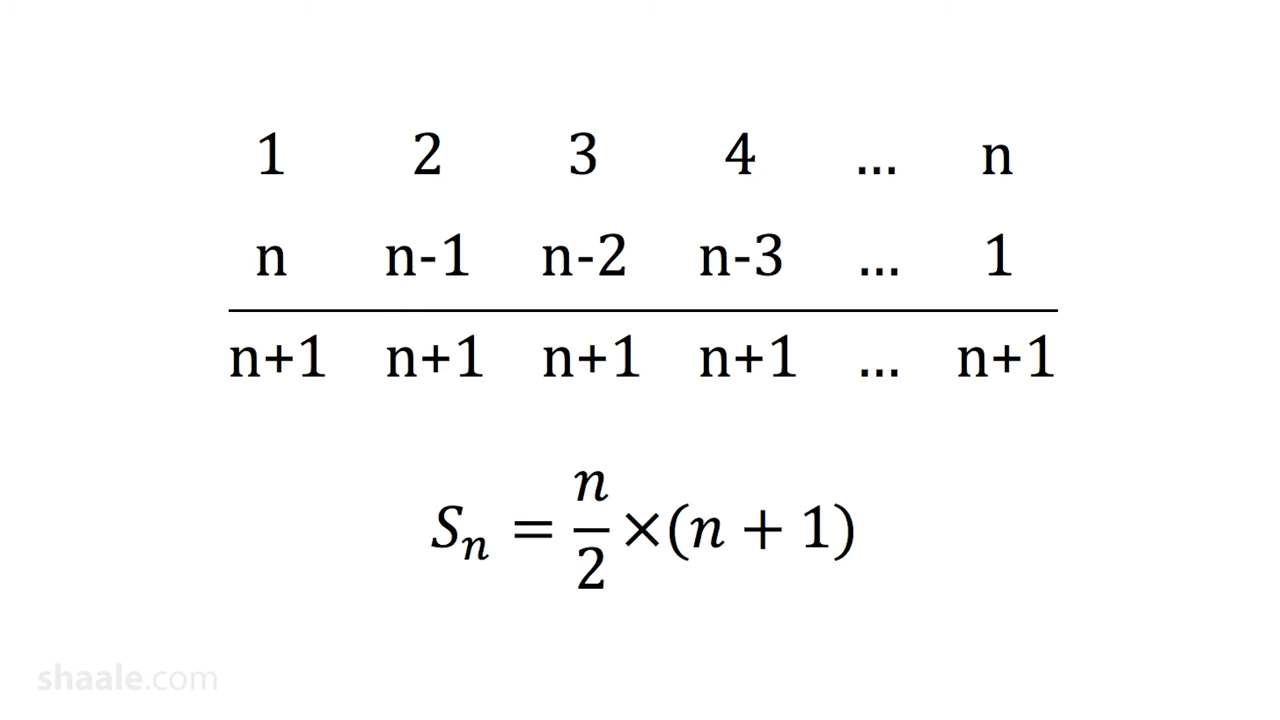 1 2 3 4 ... n
n n-1 n-2 n-3 ... 1
n+1 n+1 n+1 n+1 ... n+1
Sₙ = n/2 ×(n + 1)
shaale.com